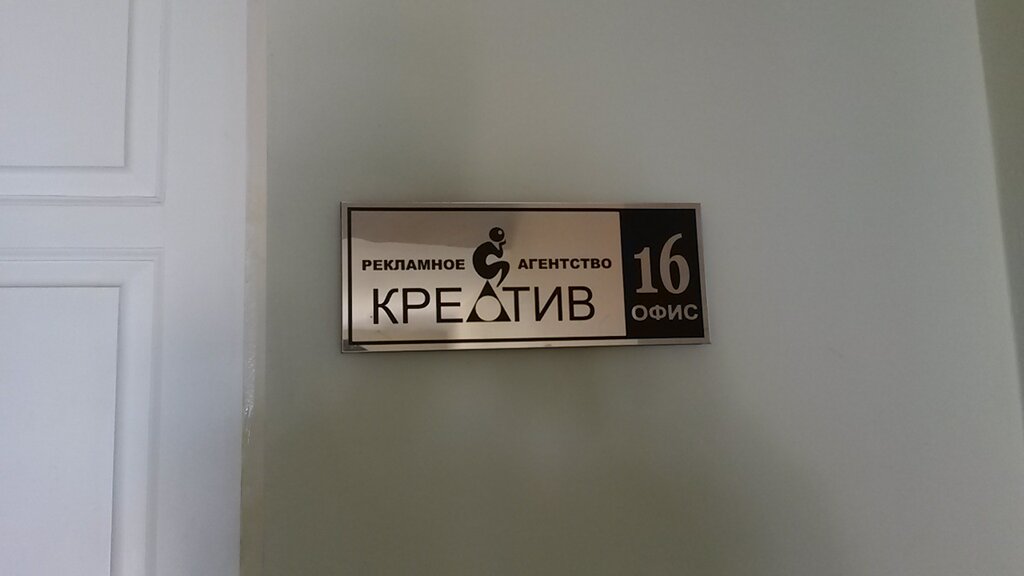 РЕКЛАМНОЕ АГЕНТСТВО
КРЕАТИВ
16
ОФИС